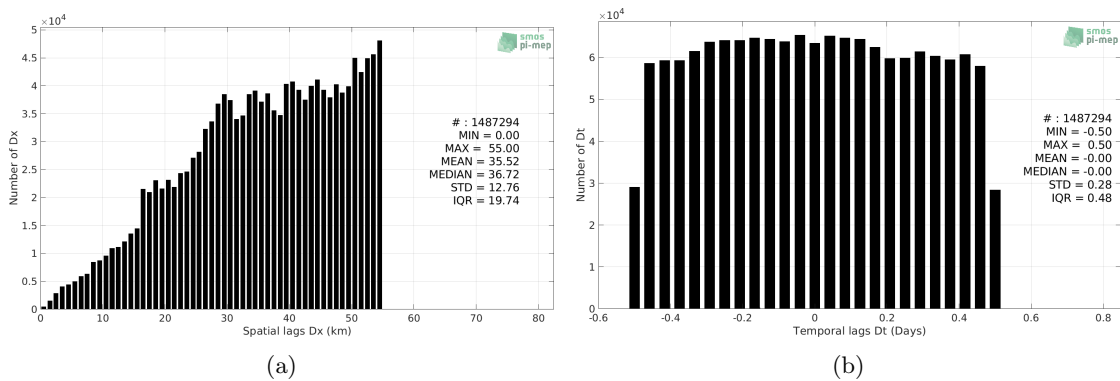 ×10⁴
5
4.5
4
3.5
3
2.5
2
1.5
1
0.5
0
Number of Dx
0 10 20 30 40 50 60 70 80
Spatial lags Dx (km)
smos
pi-mep
# : 1487294
MIN = 0.00
MAX = 55.00
MEAN = 35.52
MEDIAN = 36.72
STD = 12.76
IQR = 19.74
(a)
×10⁴
6
4
2
0
Number of Dt
-0.6 -0.4 -0.2 0 0.2 0.4 0.6 0.8
Temporal lags Dt (Days)
smos
pi-mep
# : 1487294
MIN = -0.50
MAX = 0.50
MEAN = -0.00
MEDIAN = -0.00
STD = 0.28
IQR = 0.48
(b)